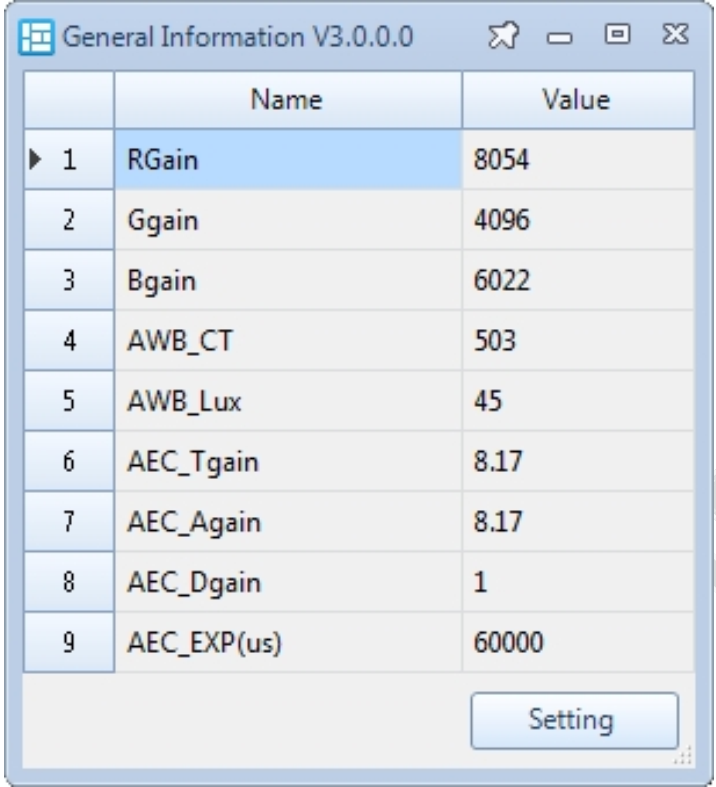 General Information V3.0.0.0
Name Value
1 RGain 8054
2 Ggain 4096
3 Bgain 6022
4 AWB_CT 503
5 AWB_Lux 45
6 AEC_Tgain 8.17
7 AEC_Again 8.17
8 AEC_Dgain 1
9 AEC_EXP(us) 60000
Setting